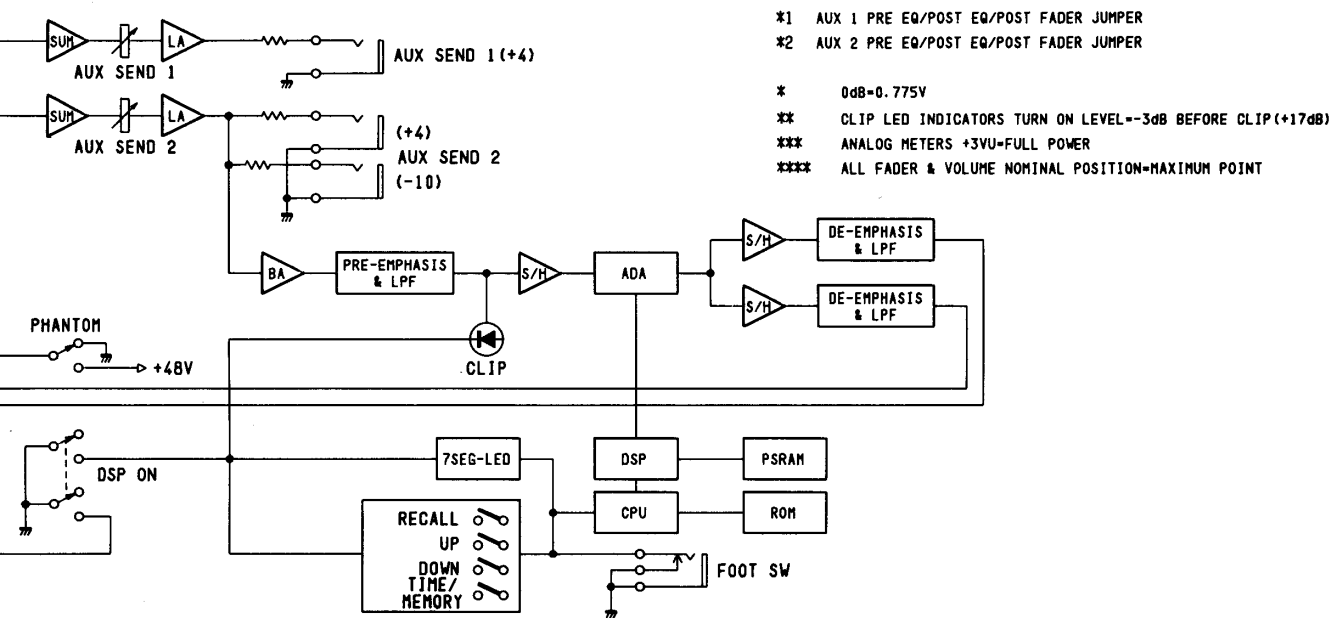 SUM
LA
AUX SEND 1
AUX SEND 1(+4)
SUM
LA
AUX SEND 2
(+4)
AUX SEND 2
(-10)
*1 AUX 1 PRE EQ/POST EQ/POST FADER JUMPER
*2 AUX 2 PRE EQ/POST EQ/POST FADER JUMPER
* 0dB=0.775V
** CLIP LED INDICATORS TURN ON LEVEL=-3dB BEFORE CLIP(+17dB)
*** ANALOG METERS +3VU=FULL POWER
**** ALL FADER & VOLUME NOMINAL POSITION=MAXIMUM POINT
BA
PRE-EMPHASIS
& LPF
S/H
ADA
S/H
DE-EMPHASIS
& LPF
S/H
DE-EMPHASIS
& LPF
CLIP
PHANTOM
+48V
DSP ON
7SEG-LED
DSP
PSRAM
CPU
ROM
RECALL
UP
DOWN
TIME/
MEMORY
FOOT SW